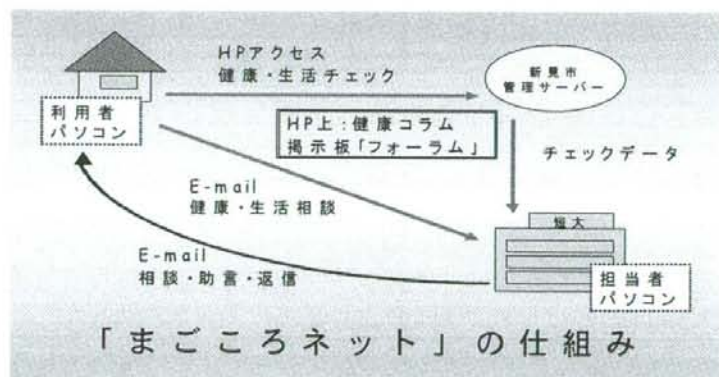 HPアクセス
健康・生活チェック
新見市
管理サーバー
利用者
パソコン
HP上:健康コラム
掲示板「フォーラム」
チェックデータ
E-mail
健康・生活相談
短大
E-mail
相談・助言・返信
担当者
パソコン
「まごころネット」の仕組み